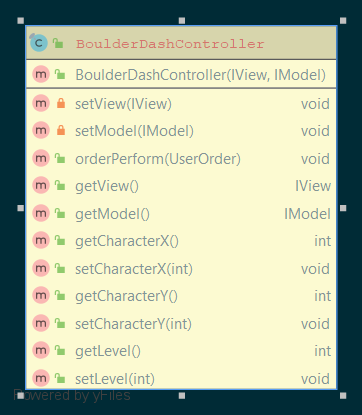 BoulderDashController
BoulderDashController(IView, IModel)
setView(IView) void
setModel(IModel) void
orderPerform(UserOrder) void
getView() IView
getModel() IModel
getCharacterX() int
setCharacterX(int) void
getCharacterY() int
setCharacterY(int) void
getLevel() int
setLevel(int) void
Powered by yFiles